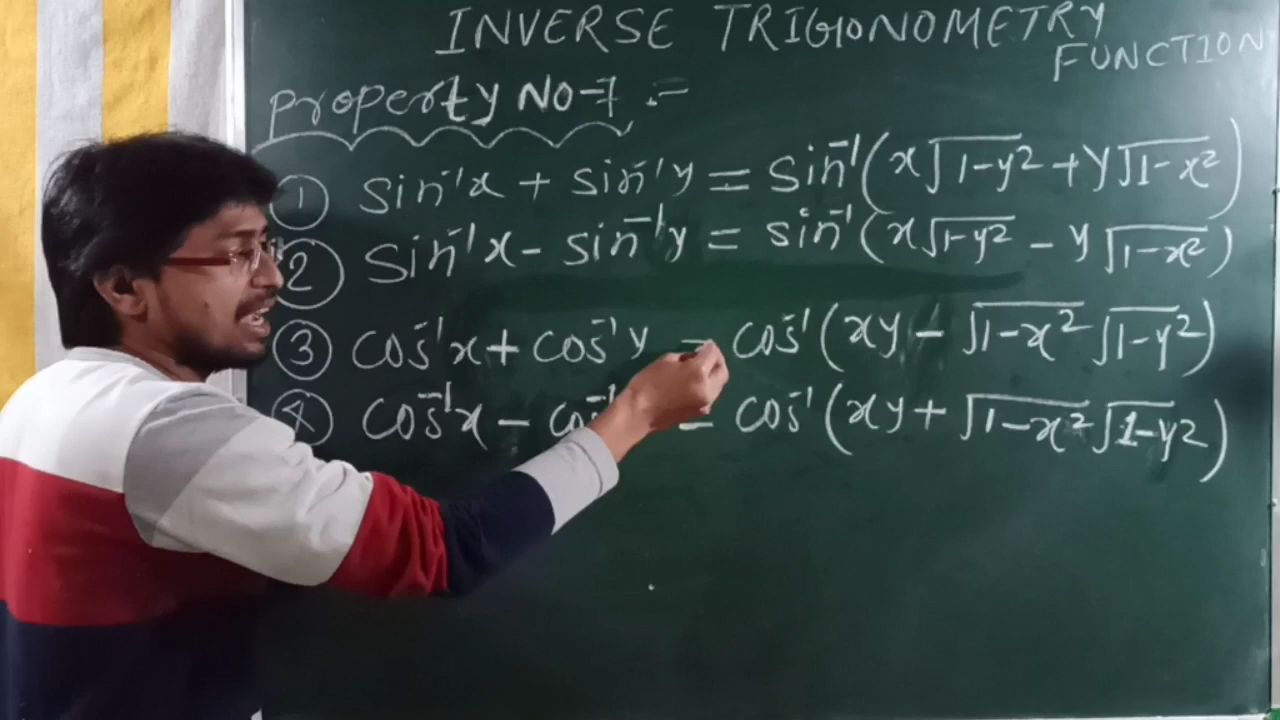 INVERSE TRIGONOMETRY
FUNCTION
Property No-7 :-
① sin⁻¹x + sin⁻¹y = sin⁻¹(x√1-y² + y√1-x²)
② sin⁻¹x - sin⁻¹y = sin⁻¹(x√1-y² - y√1-x²)
③ cos⁻¹x + cos⁻¹y = cos⁻¹(xy - √1-x² √1-y²)
④ cos⁻¹x - cos⁻¹ = cos⁻¹(xy + √1-x² √1-y²)